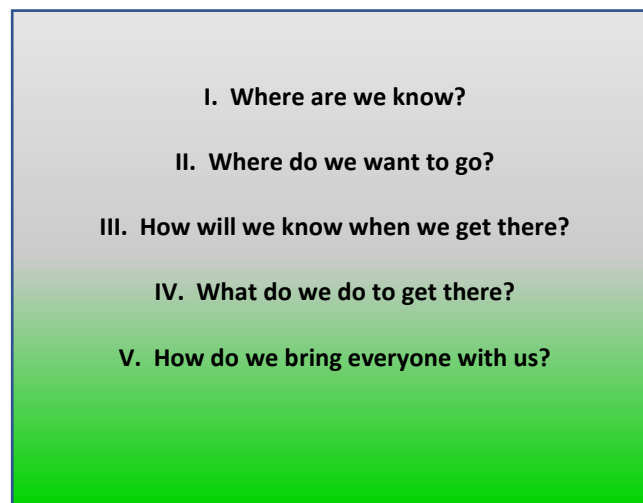 I. Where are we know?
II. Where do we want to go?
III. How will we know when we get there?
IV. What do we do to get there?
V. How do we bring everyone with us?